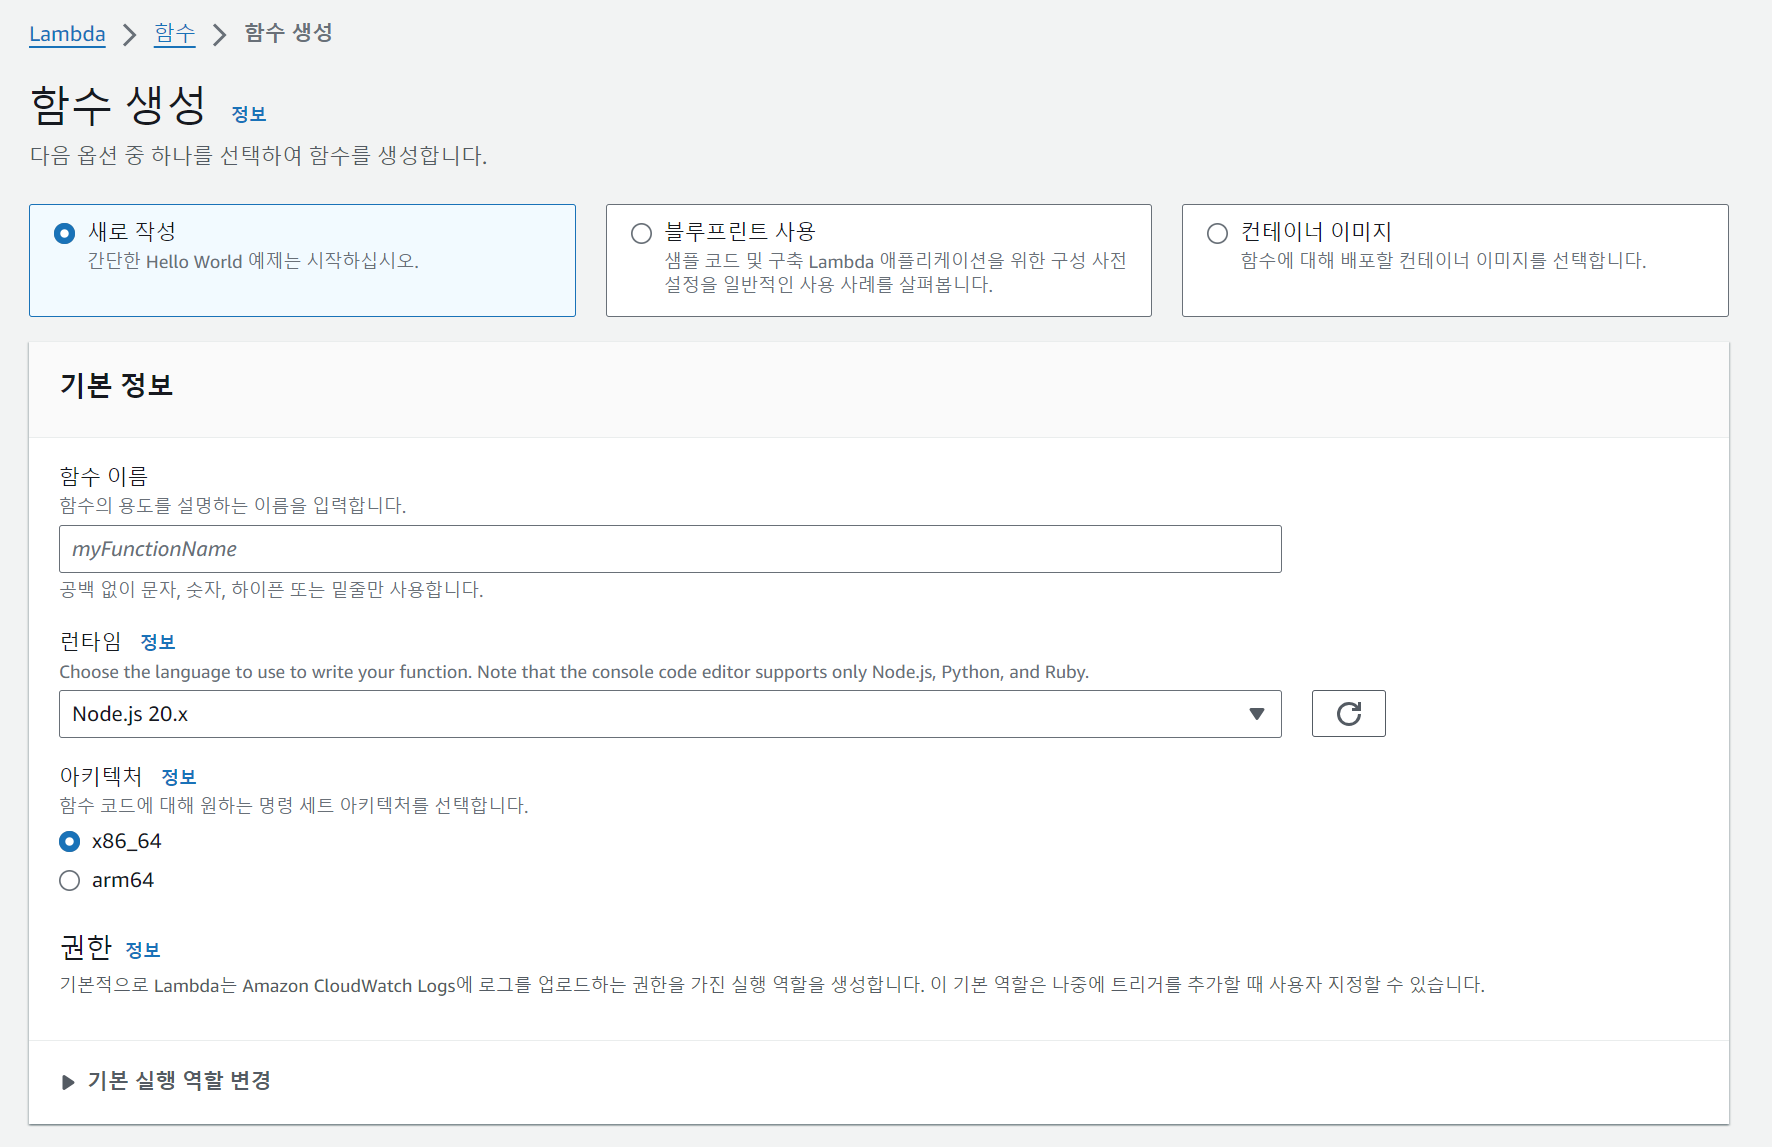 Lambda > 함수 > 함수 생성
함수 생성 정보
다음 옵션 중 하나를 선택하여 함수를 생성합니다.
새로 작성
간단한 Hello World 예제는 시작하십시오.
블루프린트 사용
샘플 코드 및 구축 Lambda 애플리케이션을 위한 구성 사전
설정을 일반적인 사용 사례를 살펴봅니다.
컨테이너 이미지
함수에 대해 배포할 컨테이너 이미지를 선택합니다.
기본 정보
함수 이름
함수의 용도를 설명하는 이름을 입력합니다.
myFunctionName
공백 없이 문자, 숫자, 하이픈 또는 밑줄만 사용합니다.
런타임 정보
Choose the language to use to write your function. Note that the console code editor supports only Node.js, Python, and Ruby.
Node.js 20.x
아키텍처 정보
함수 코드에 대해 원하는 명령 세트 아키텍처를 선택합니다.
x86_64
arm64
권한 정보
기본적으로 Lambda는 Amazon CloudWatch Logs에 로그를 업로드하는 권한을 가진 실행 역할을 생성합니다. 이 기본 역할은 나중에 트리거를 추가할 때 사용자 지정할 수 있습니다.
기본 실행 역할 변경